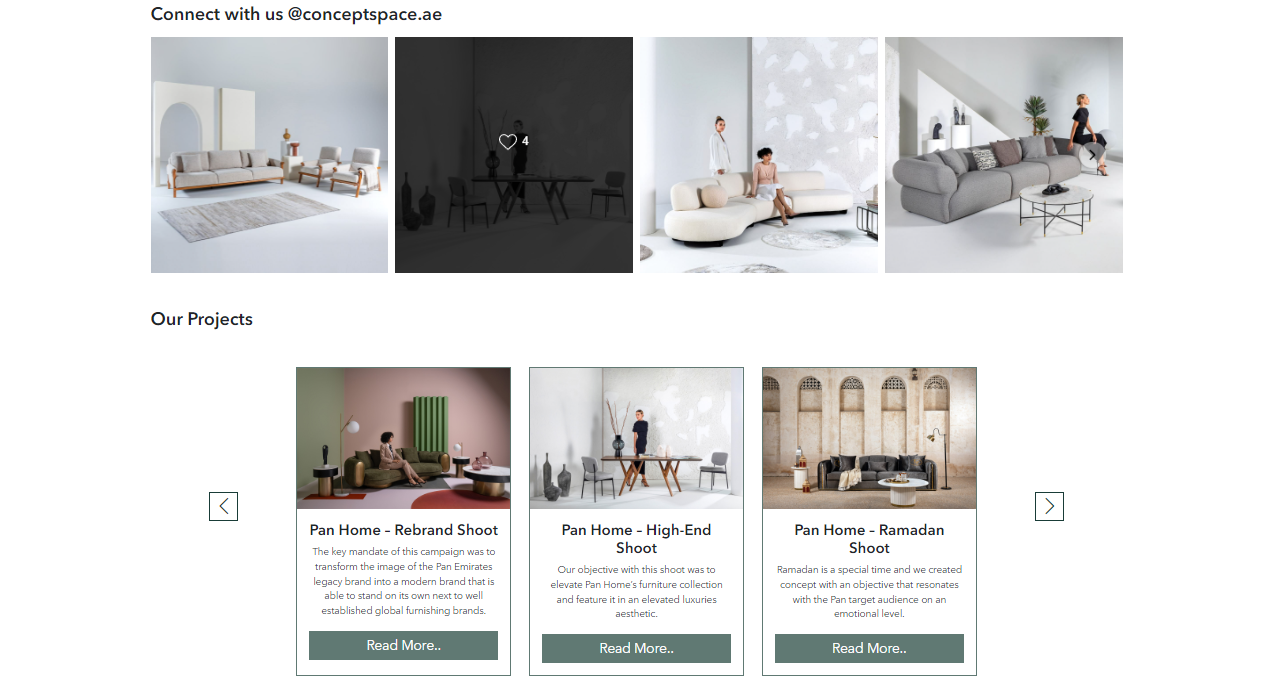 Connect with us @conceptspace.ae
4
Our Projects
Pan Home – Rebrand Shoot
The key mandate of this campaign was to
transform the image of the Pan Emirates
legacy brand into a modern brand that is
able to stand on its own next to well
established global furnishing brands.
Read More..
Pan Home – High-End
Shoot
Our objective with this shoot was to
elevate Pan Home's furniture collection
and feature it in an elevated luxuries
aesthetic.
Read More..
Pan Home – Ramadan
Shoot
Ramadan is a special time and we created
concept with an objective that resonates
with the Pan target audience on an
emotional level.
Read More..